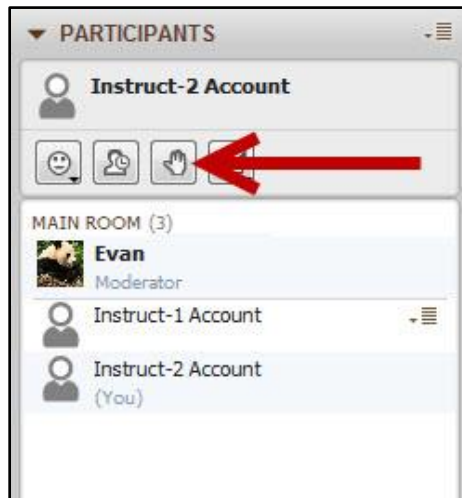 PARTICIPANTS
Instruct-2 Account
MAIN ROOM (3)
Evan
Moderator
Instruct-1 Account
Instruct-2 Account
(You)